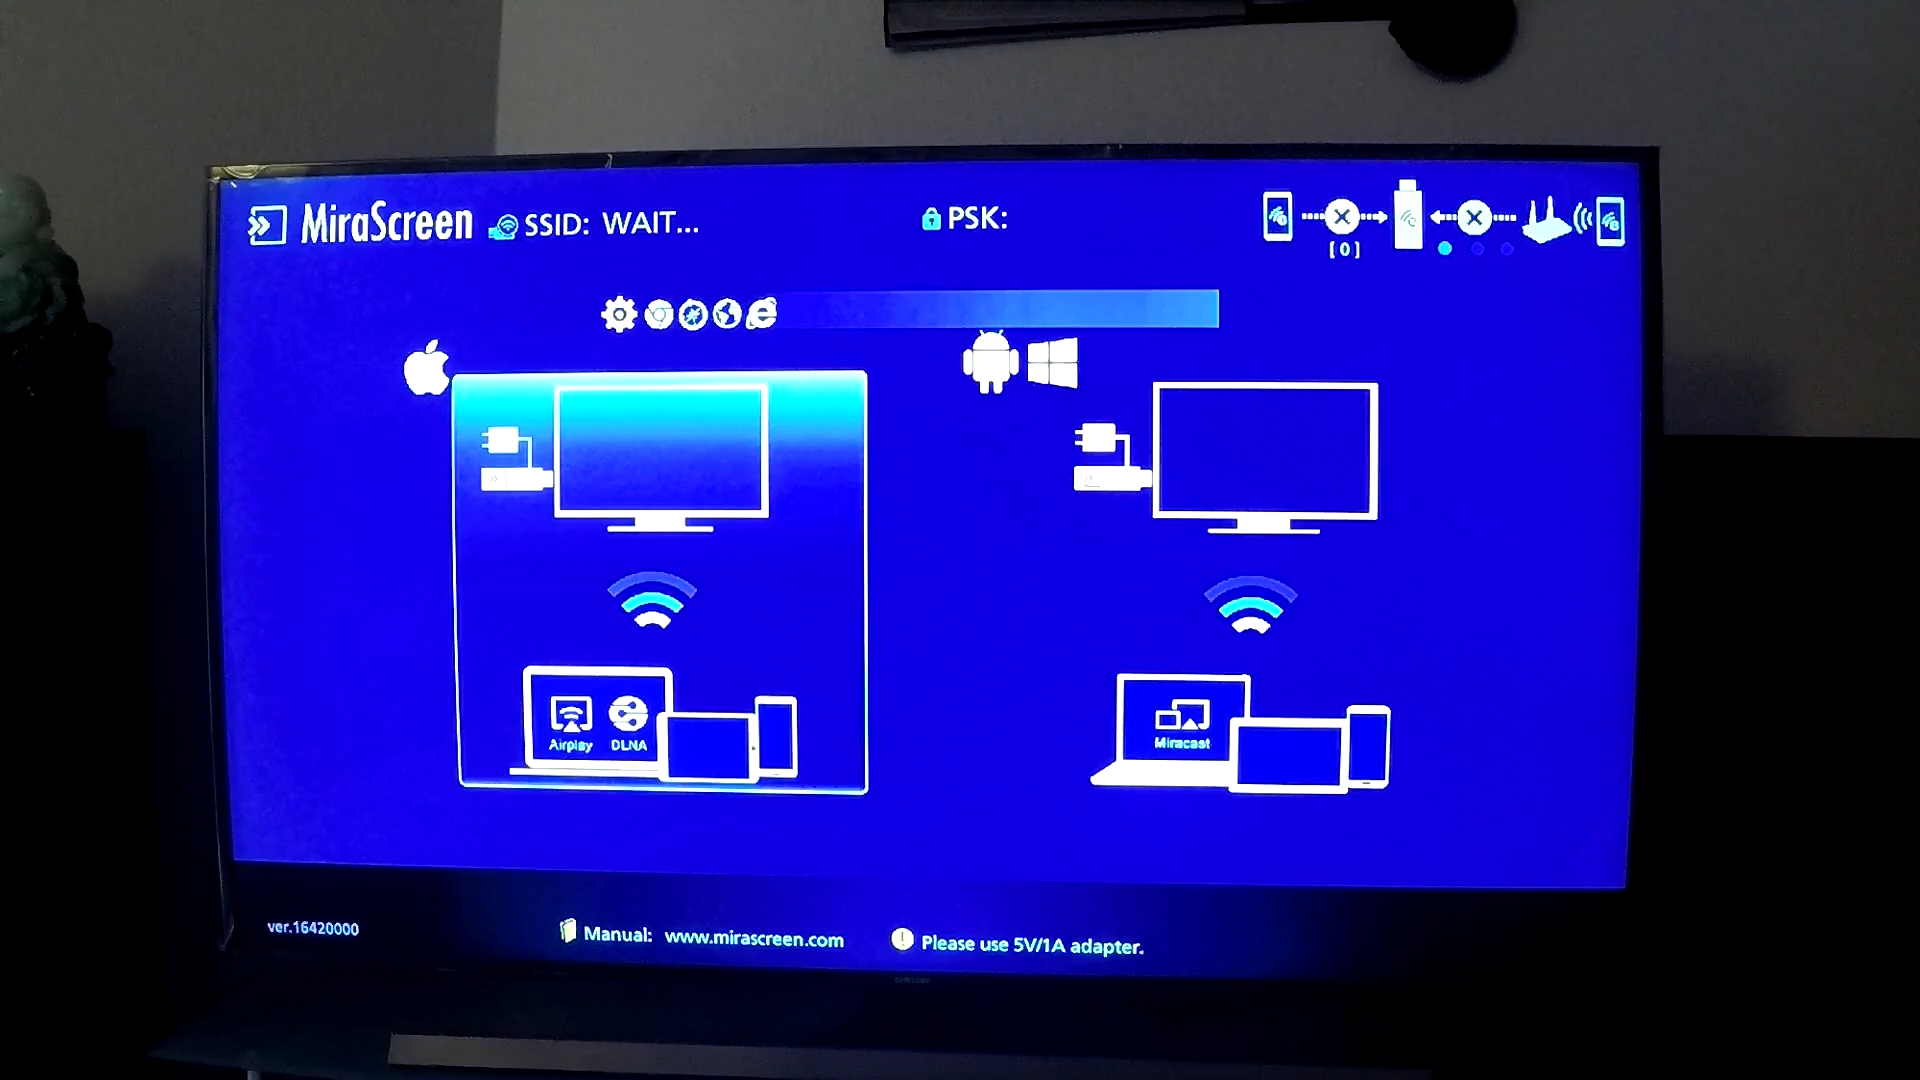 MiraScreen SSID: WAIT... PSK:
[0]
Airplay DLNA
Miracast
ver.16420000
Manual: www.mirascreen.com
Please use 5V/1A adapter.
SAMSUNG